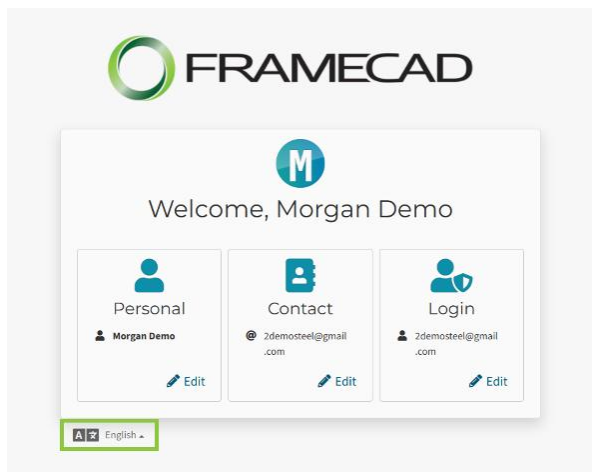 FRAMECAD
M
Welcome, Morgan Demo
Personal
Morgan Demo
Edit
Contact
@ 2demosteel@gmail
.com
Edit
Login
2demosteel@gmail
.com
Edit
A 文 English